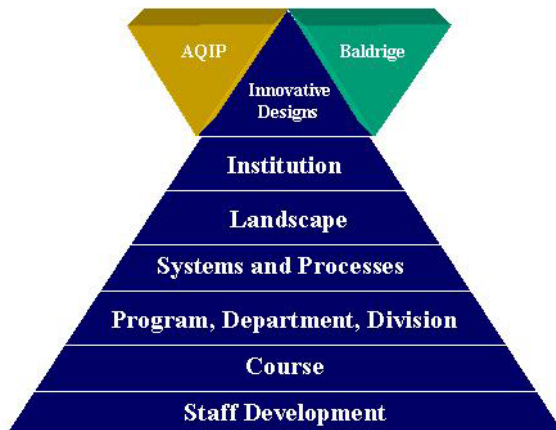 AQIP
Baldrige
Innovative
Designs
Institution
Landscape
Systems and Processes
Program, Department, Division
Course
Staff Development